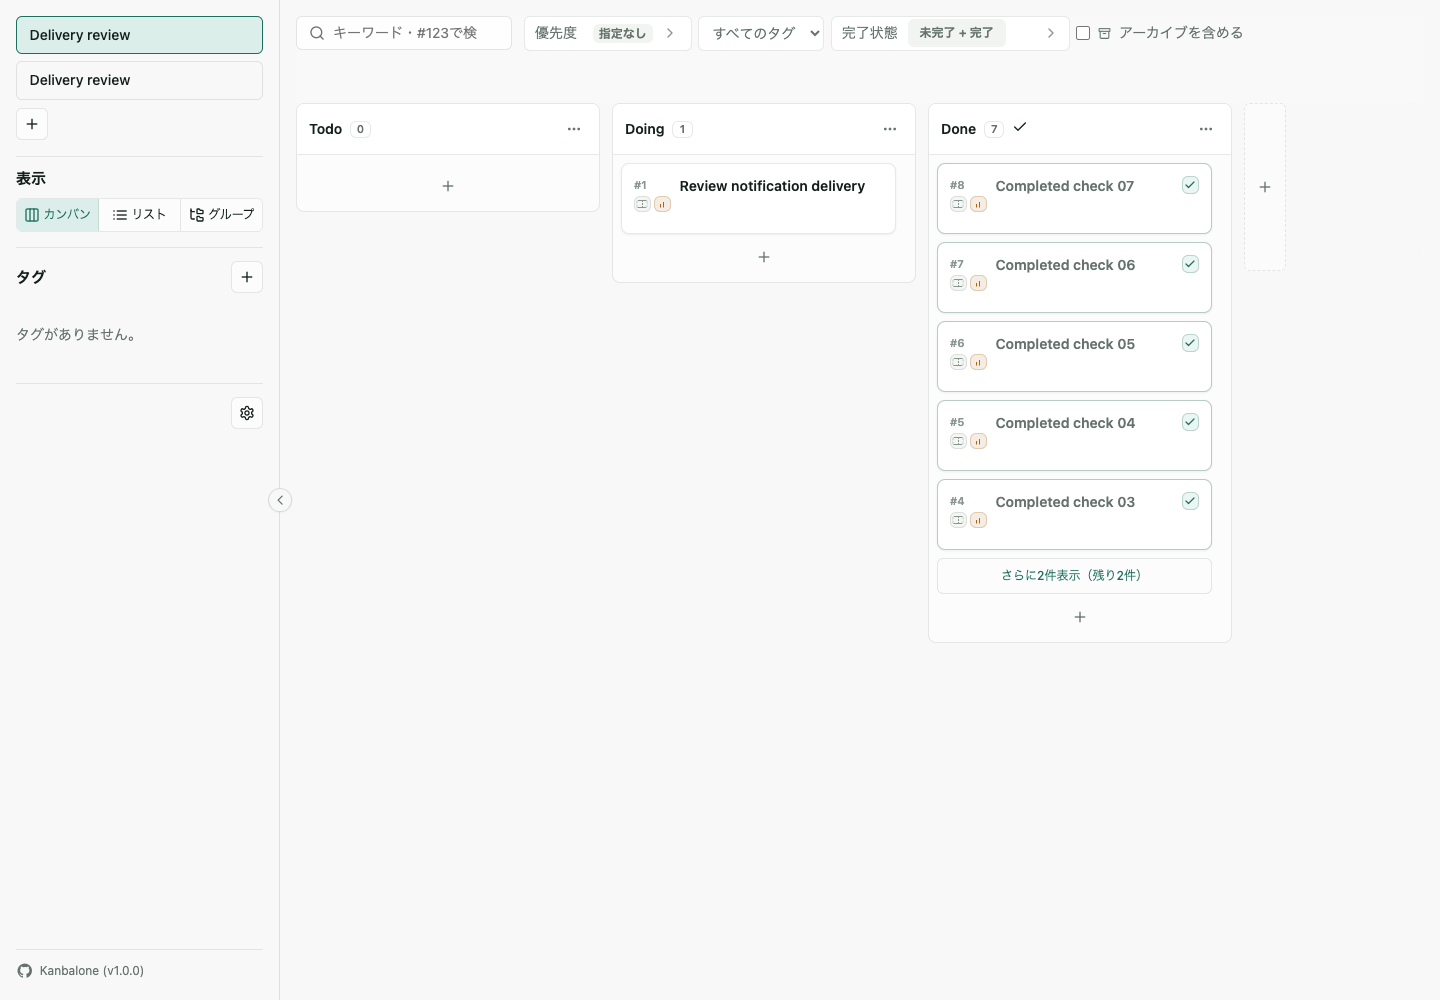 Delivery review
Delivery review
表示
カンバン リスト グループ
タグ
タグがありません。
Kanbalone (v1.0.0)
キーワード・#123で検 優先度 指定なし すべてのタグ 完了状態 未完了 + 完了 アーカイブを含める
Todo 0
Doing 1
#1 Review notification delivery
Done 7
#8 Completed check 07
#7 Completed check 06
#6 Completed check 05
#5 Completed check 04
#4 Completed check 03
さらに2件表示（残り2件）